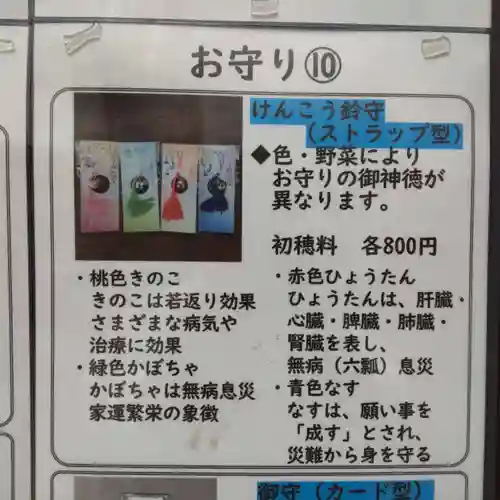 お守り⑩
けんこう鈴守
（ストラップ型）
◆色・野菜により
お守りの御神徳が
異なります。
初穂料　各800円
・桃色きのこ
きのこは若返り効果
さまざまな病気や
治療に効果
・緑色かぼちゃ
かぼちゃは無病息災
家運繁栄の象徴
・赤色ひょうたん
ひょうたんは、肝臓・
心臓・脾臓・肺臓・
腎臓を表し、
無病（六瓢）息災
・青色なす
なすは、願い事を
「成す」とされ、
災難から身を守る
御守（カード型）